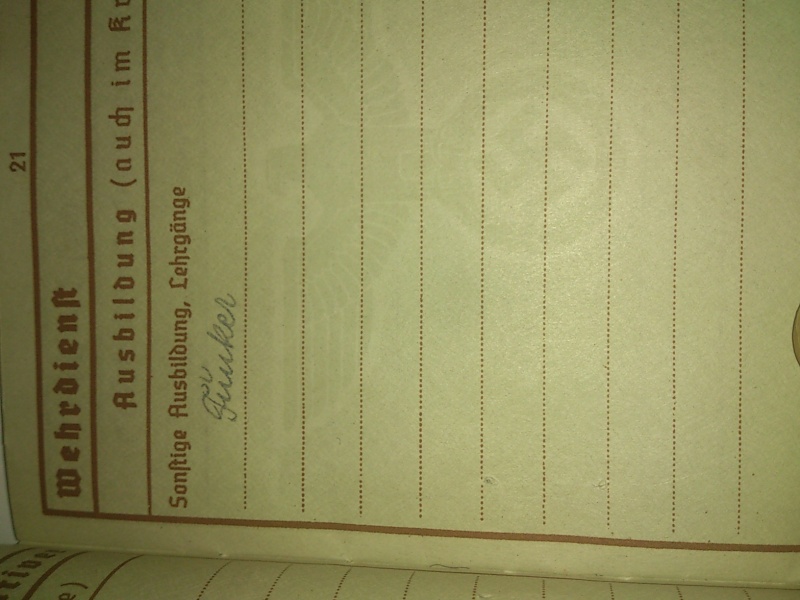 21
Wehrdienst
Ausbildung (auch im
Sonstige Ausbildung, Lehrgänge
Funker